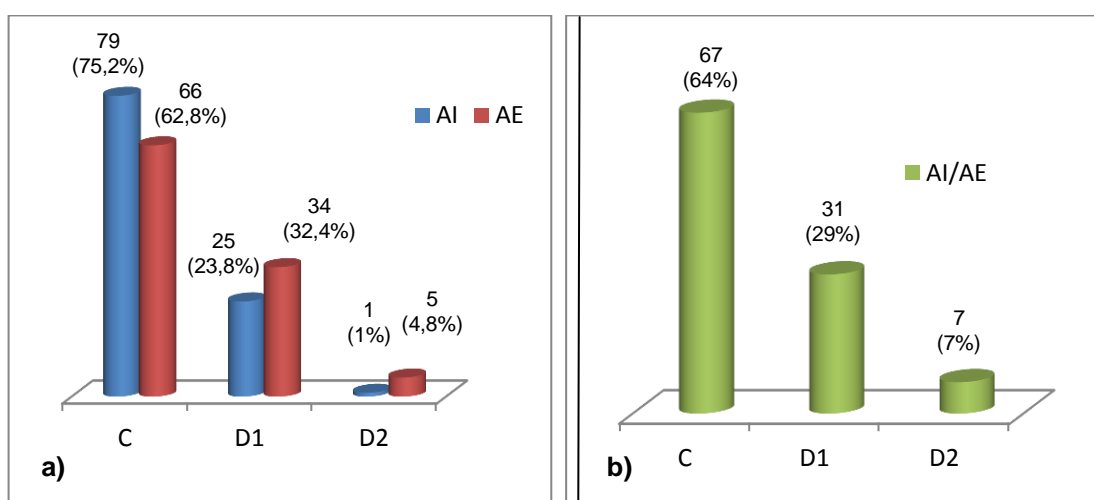 79
(75,2%)
66
(62,8%)
AI
AE
34
(32,4%)
25
(23,8%)
1
(1%)
5
(4,8%)
C
D1
D2
a)
67
(64%)
AI/AE
31
(29%)
7
(7%)
C
D1
D2
b)